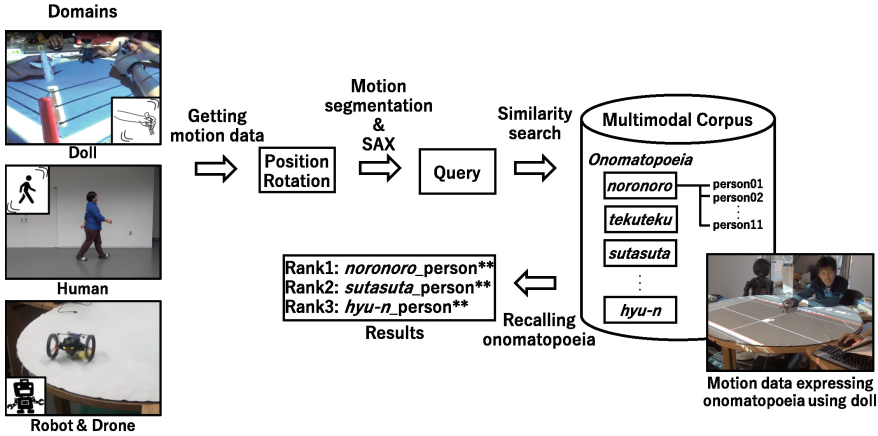 Domains
Doll
Human
Robot & Drone
Getting
motion data
Position
Rotation
Motion
segmentation
&
SAX
Query
Similarity
search
Multimodal Corpus
Onomatopoeia
noronoro
person01
person02
person11
tekuteku
sutasuta
hyu-n
Motion data expressing
onomatopoeia using doll
Recalling
onomatopoeia
Rank1: noronoro_person**
Rank2: sutasuta_person**
Rank3: hyu-n_person**
Results